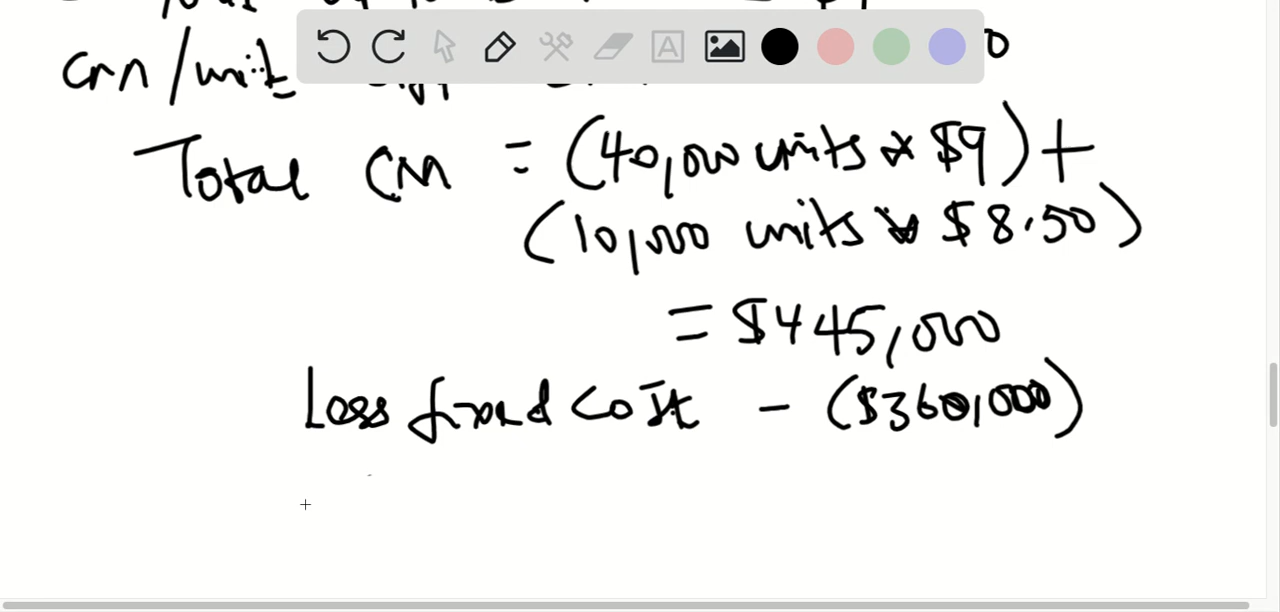 cm/unit
Total CM = (40,000 units * $9) +
(10,000 units * $8.50)
= $445,000
Less fixed cost - ($360,000)